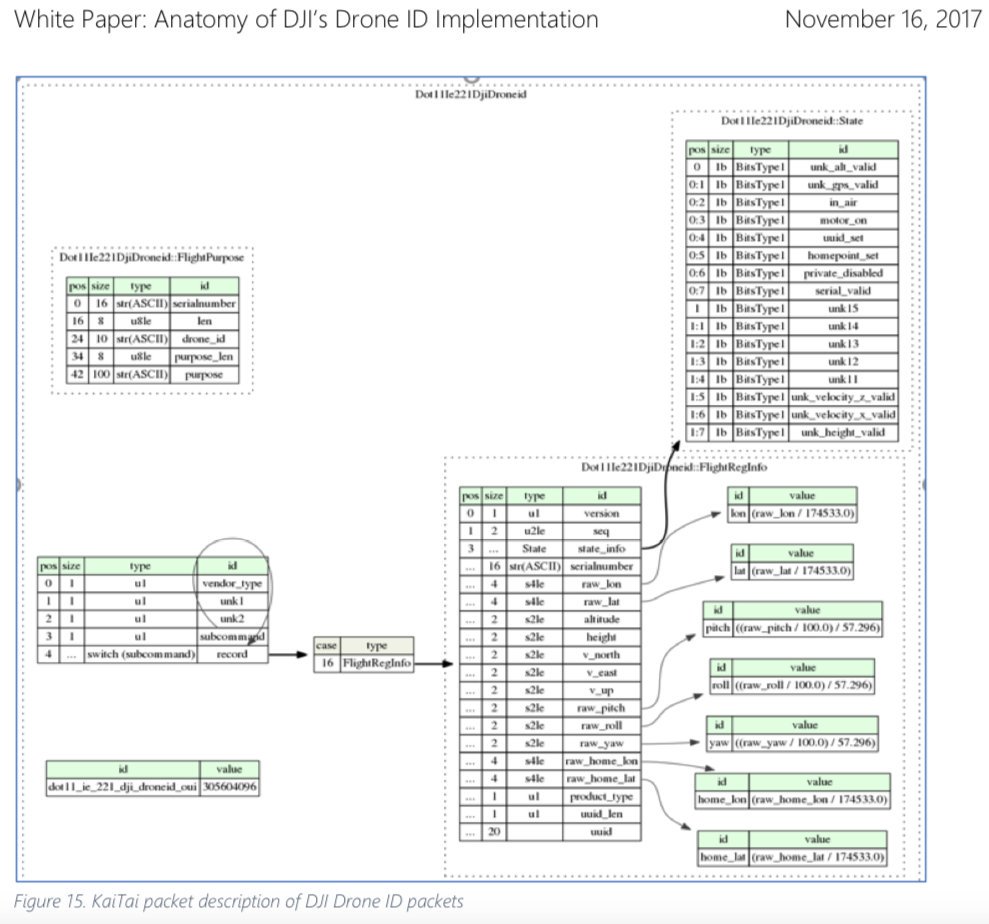 White Paper: Anatomy of DJI's Drone ID Implementation November 16, 2017
Dot11Ie221DjiDroneid
Dot11Ie221DjiDroneid::State
pos size type id
0 1b BitsType1 unk_alt_valid
0:1 1b BitsType1 unk_gps_valid
0:2 1b BitsType1 in_air
0:3 1b BitsType1 motor_on
0:4 1b BitsType1 uuid_set
0:5 1b BitsType1 homepoint_set
0:6 1b BitsType1 private_disabled
0:7 1b BitsType1 serial_valid
1 1b BitsType1 unk15
1:1 1b BitsType1 unk14
1:2 1b BitsType1 unk13
1:3 1b BitsType1 unk12
1:4 1b BitsType1 unk11
1:5 1b BitsType1 unk_velocity_z_valid
1:6 1b BitsType1 unk_velocity_x_valid
1:7 1b BitsType1 unk_height_valid
Dot11Ie221DjiDroneid::FlightPurpose
pos size type id
0 16 str(ASCII) serialnumber
16 8 u8le len
24 10 str(ASCII) drone_id
34 8 u8le purpose_len
42 100 str(ASCII) purpose
pos size type id
0 1 u1 vendor_type
1 1 u1 unk1
2 1 u1 unk2
3 1 u1 subcommand
4 ... switch (subcommand) record
case type
16 FlightRegInfo
id value
dot11_ie_221_dji_droneid_oui 305604096
Dot11Ie221DjiDroneid::FlightRegInfo
pos size type id
0 1 u1 version
1 2 u2le seq
3 ... State state_info
... 16 str(ASCII) serialnumber
... 4 s4le raw_lon
... 4 s4le raw_lat
... 2 s2le altitude
... 2 s2le height
... 2 s2le v_north
... 2 s2le v_east
... 2 s2le v_up
... 2 s2le raw_pitch
... 2 s2le raw_roll
... 2 s2le raw_yaw
... 4 s4le raw_home_lon
... 4 s4le raw_home_lat
... 1 u1 product_type
... 1 u1 uuid_len
... 20 uuid
id value
lon (raw_lon / 174533.0)
id value
lat (raw_lat / 174533.0)
id value
pitch ((raw_pitch / 100.0) / 57.296)
id value
roll ((raw_roll / 100.0) / 57.296)
id value
yaw ((raw_yaw / 100.0) / 57.296)
id value
home_lon (raw_home_lon / 174533.0)
id value
home_lat (raw_home_lat / 174533.0)
Figure 15. KaiTai packet description of DJI Drone ID packets